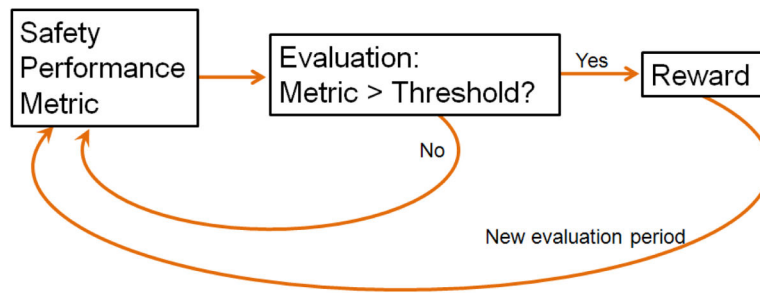 Safety
Performance
Metric
Evaluation:
Metric > Threshold?
Yes
Reward
No
New evaluation period